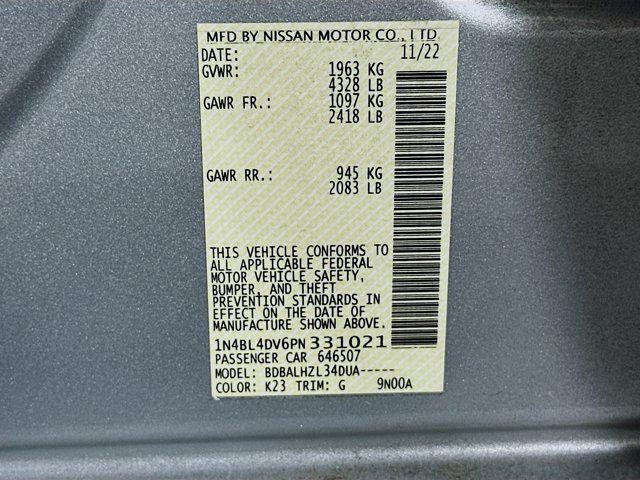 MFD BY NISSAN MOTOR CO., LTD.
DATE: 11/22
GVWR: 1963 KG
4328 LB
GAWR FR.: 1097 KG
2418 LB
GAWR RR.: 945 KG
2083 LB
THIS VEHICLE CONFORMS TO
ALL APPLICABLE FEDERAL
MOTOR VEHICLE SAFETY,
BUMPER, AND THEFT
PREVENTION STANDARDS IN
EFFECT ON THE DATE OF
MANUFACTURE SHOWN ABOVE.
1N4BL4DV6PN331021
PASSENGER CAR 646507
MODEL: BDBALHZL34DUA-----
COLOR: K23 TRIM: G 9N00A